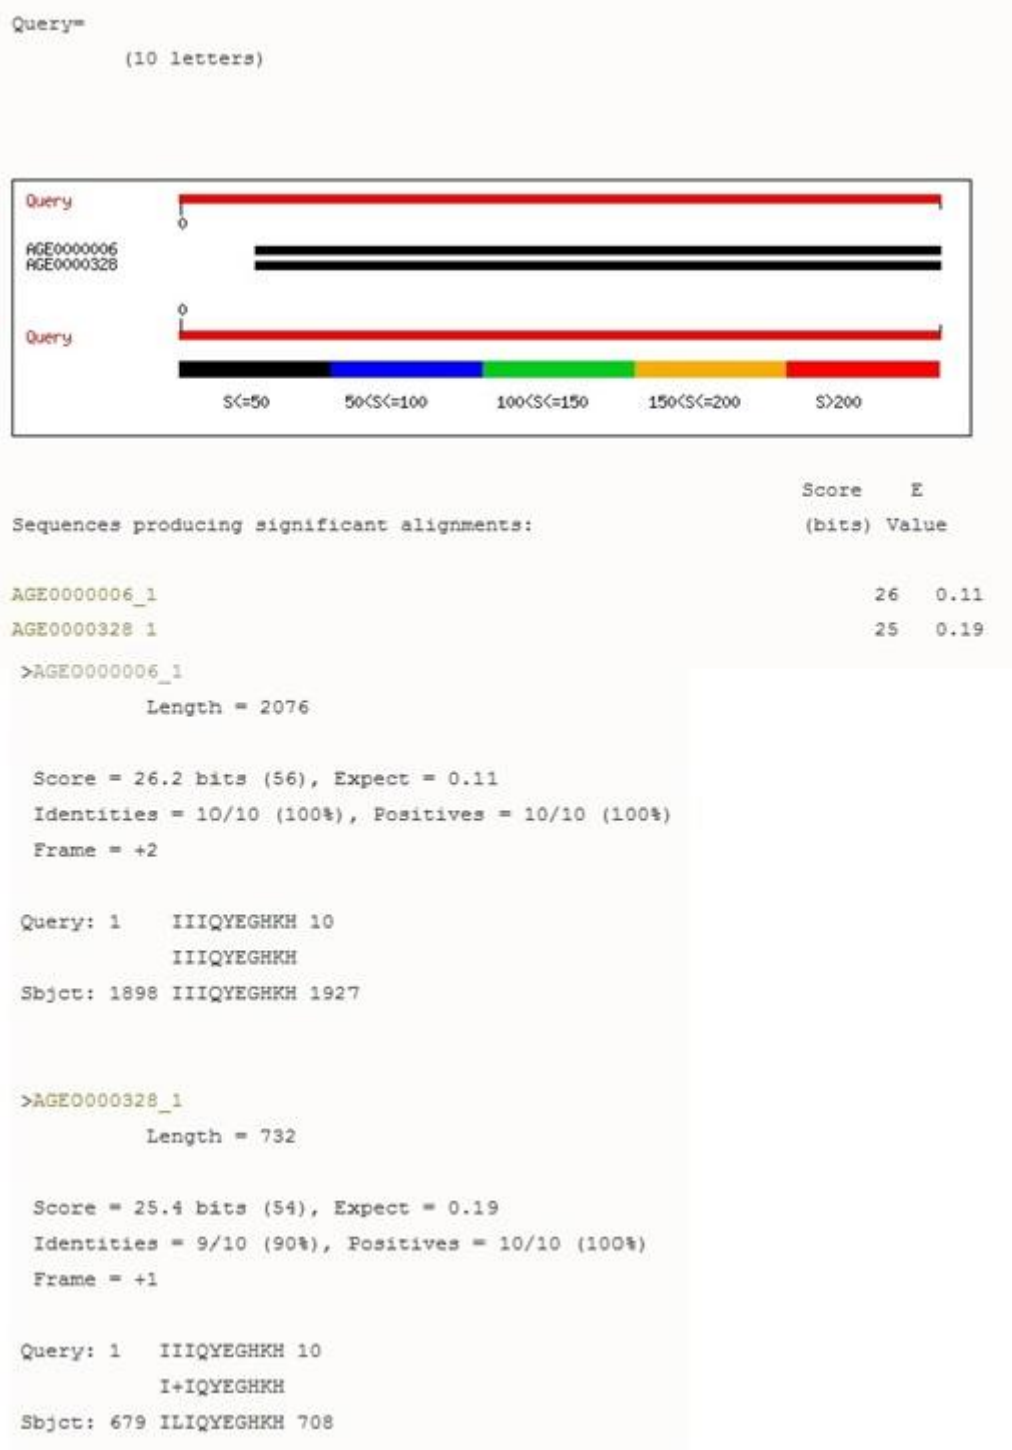 Query=
(10 letters)
Query
0
AGE0000006
AGE0000328
0
Query
S<=50 50<S<=100 100<S<=150 150<S<=200 S>200
Score E
Sequences producing significant alignments: (bits) Value
AGE0000006_1 26 0.11
AGE0000328 1 25 0.19
>AGE0000006_1
Length = 2076
Score = 26.2 bits (56), Expect = 0.11
Identities = 10/10 (100%), Positives = 10/10 (100%)
Frame = +2
Query: 1 IIIQYEGHKH 10
IIIQYEGHKH
Sbjct: 1898 IIIQYEGHKH 1927
>AGE0000328_1
Length = 732
Score = 25.4 bits (54), Expect = 0.19
Identities = 9/10 (90%), Positives = 10/10 (100%)
Frame = +1
Query: 1 IIIQYEGHKH 10
I+IQYEGHKH
Sbjct: 679 ILIQYEGHKH 708